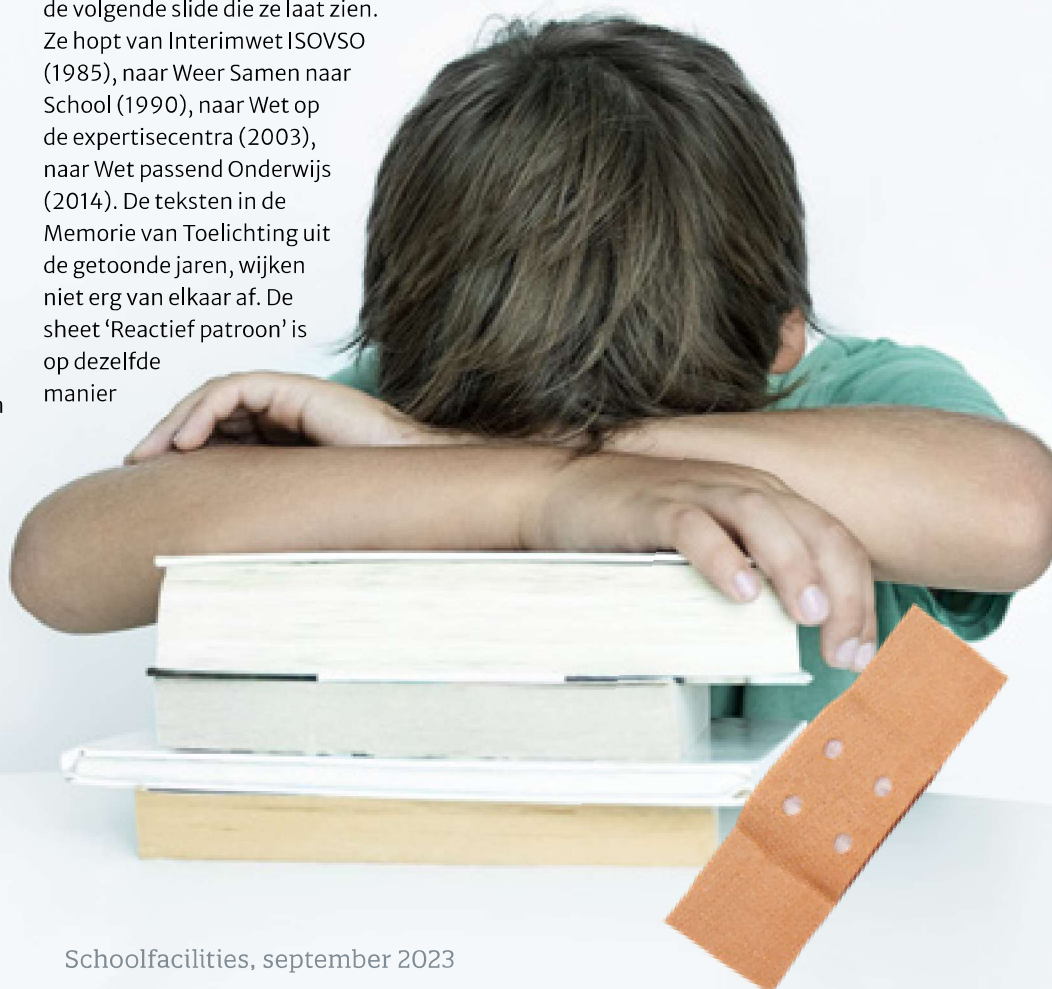 de volgende slide die ze laat zien.
Ze hopt van Interimwet ISOVSO
(1985), naar Weer Samen naar
School (1990), naar Wet op
de expertisecentra (2003),
naar Wet passend Onderwijs
(2014). De teksten in de
Memorie van Toelichting uit
de getoonde jaren, wijken
niet erg van elkaar af. De
sheet ‘Reactief patroon’ is
op dezelfde
manier
Schoolfacilities, september 2023